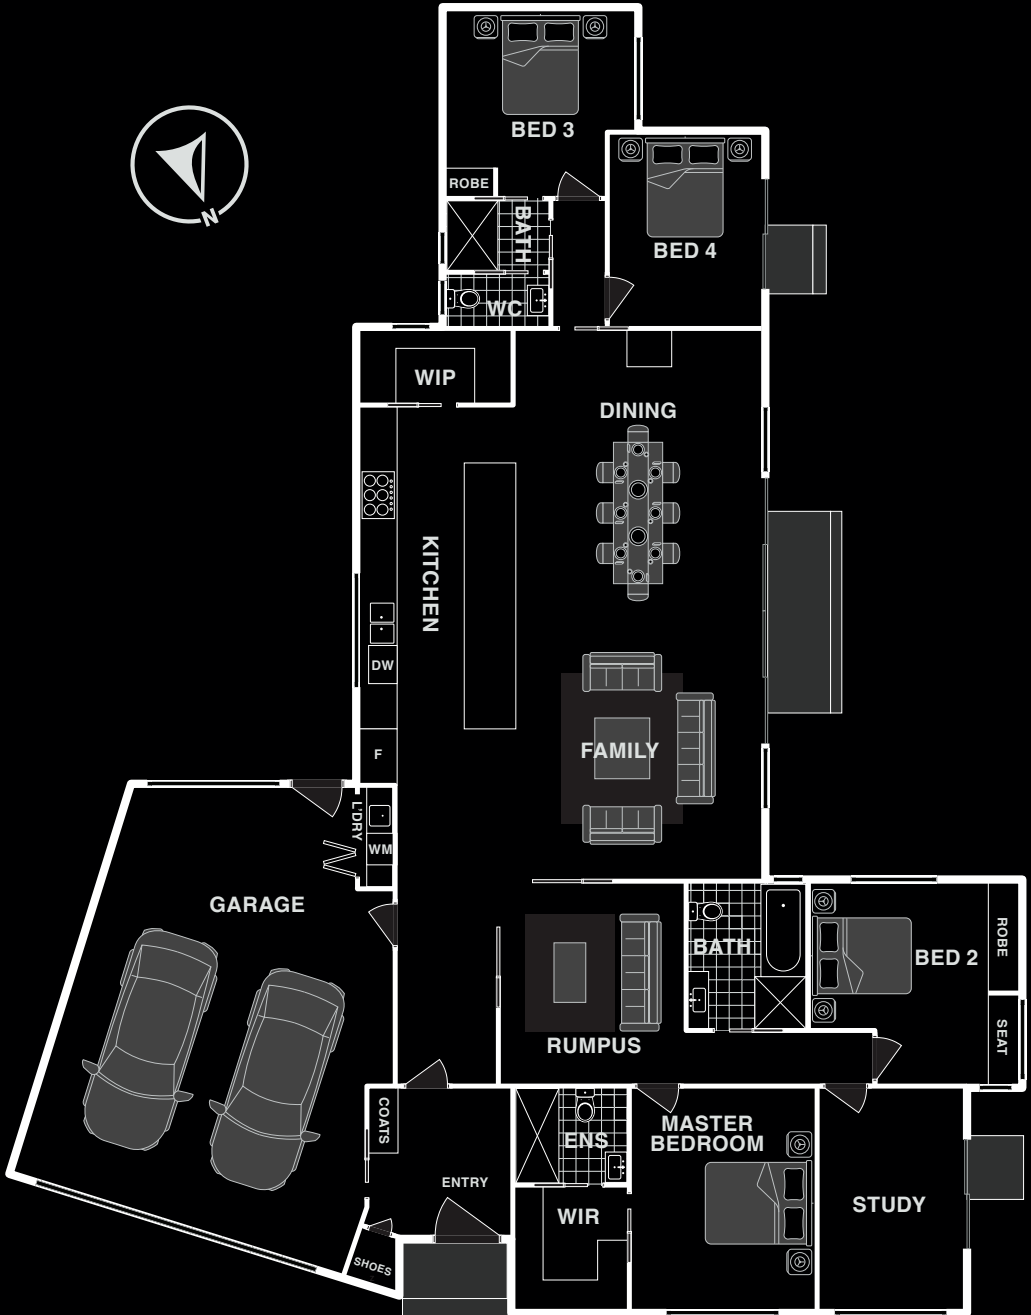 BED 3
N
ROBE
BATH
BED 4
WC
WIP
DINING
KITCHEN
DW
FAMILY
F
L'DRY
WM
GARAGE
BATH
BED 2
ROBE
SEAT
RUMPUS
COATS
ENS
MASTER
BEDROOM
ENTRY
WIR
STUDY
SHOES